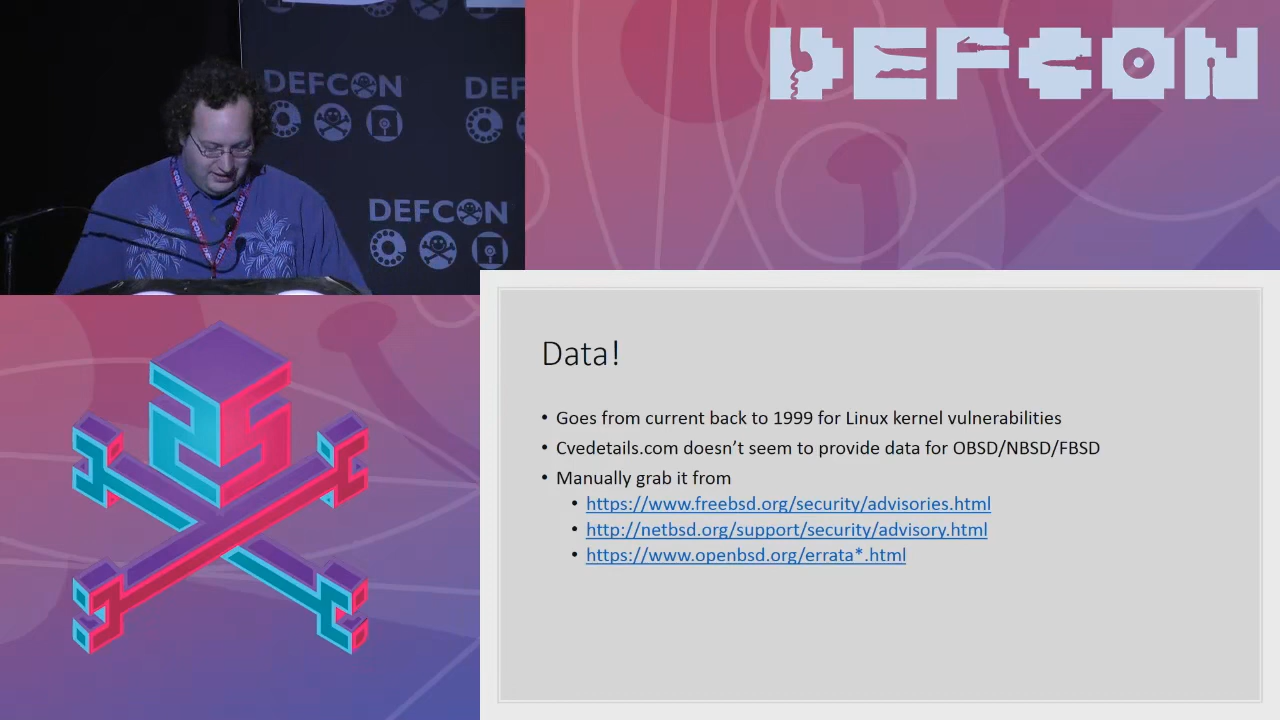 DEFCON
DEFCON
DEF
DEFCON
DEFCON
Data!
• Goes from current back to 1999 for Linux kernel vulnerabilities
• Cvedetails.com doesn’t seem to provide data for OBSD/NBSD/FBSD
• Manually grab it from
• https://www.freebsd.org/security/advisories.html
• http://netbsd.org/support/security/advisory.html
• https://www.openbsd.org/errata*.html